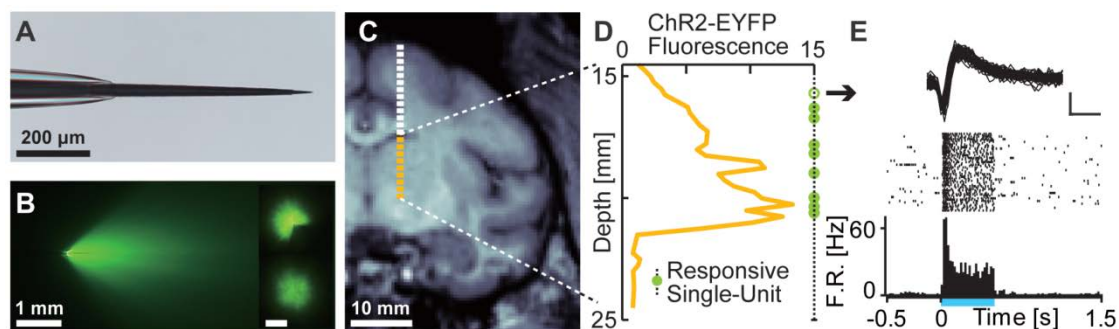 A
200 µm
B
1 mm
C
10 mm
D
ChR2-EYFP
Fluorescence
0
15
15
Depth [mm]
25
Responsive
Single-Unit
E
60
F.R. [Hz]
0
-0.5
0
Time [s]
1.5